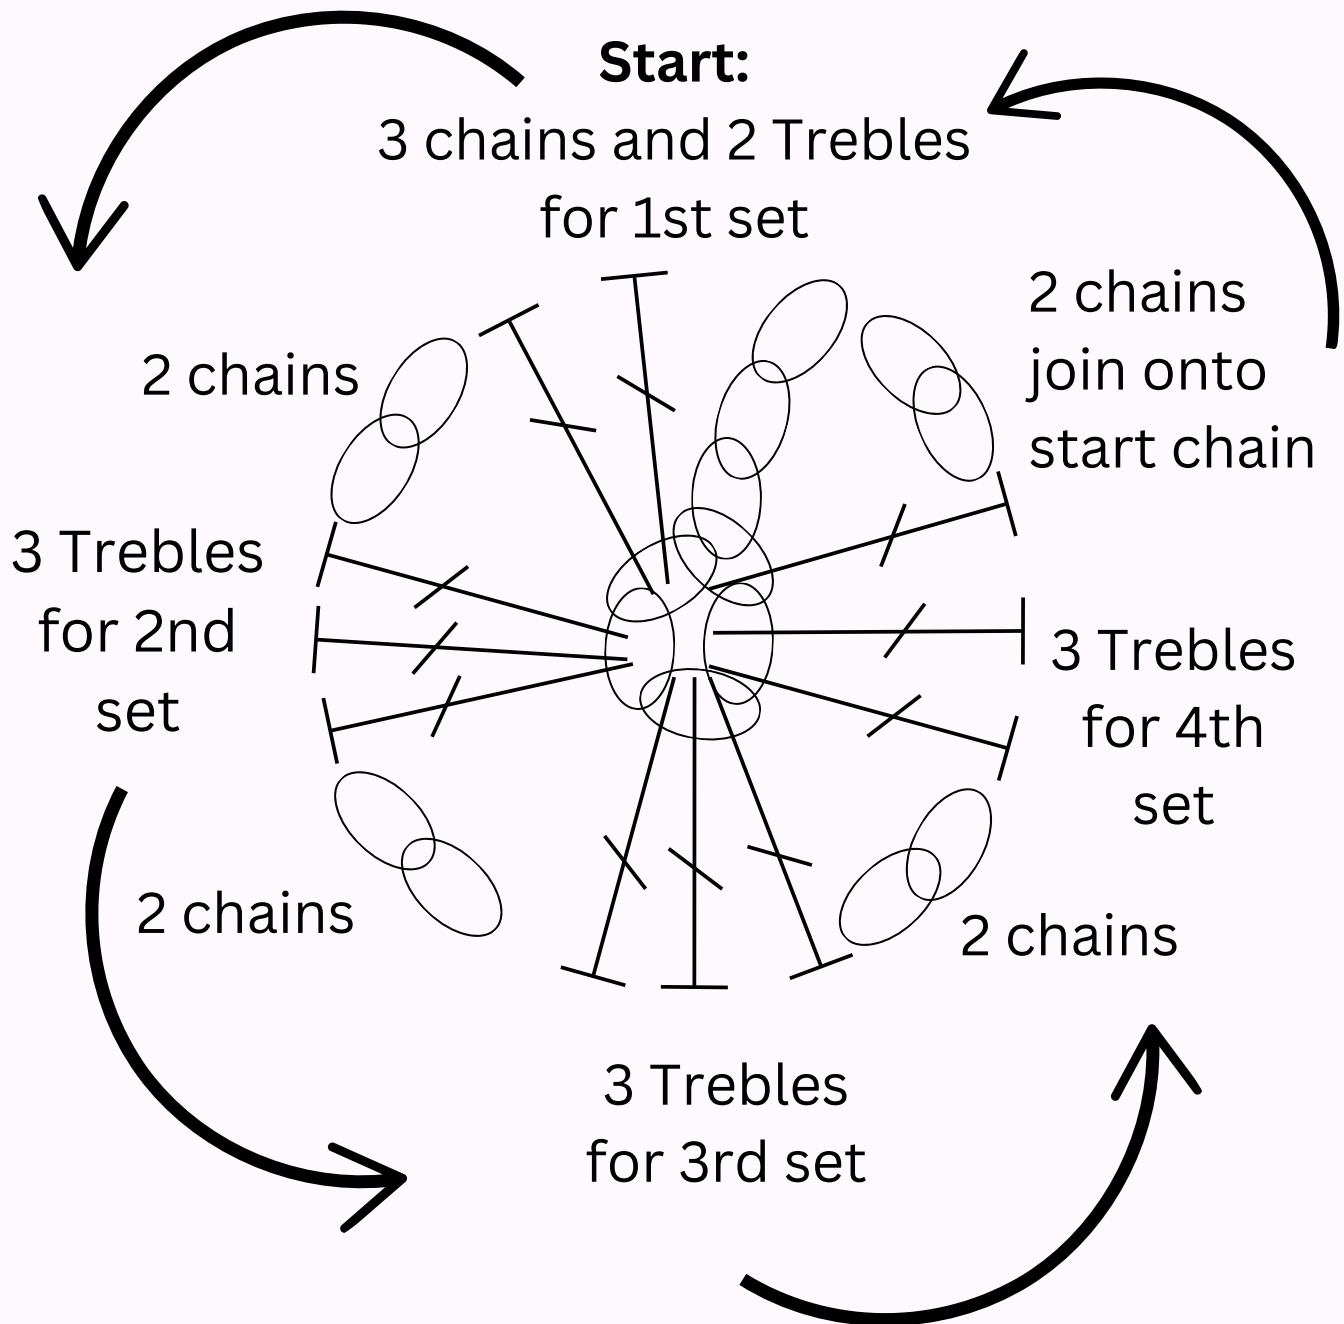 Start:
3 chains and 2 Trebles
for 1st set
2 chains
3 Trebles
for 2nd
set
2 chains
3 Trebles
for 3rd set
2 chains
3 Trebles
for 4th
set
2 chains
join onto
start chain